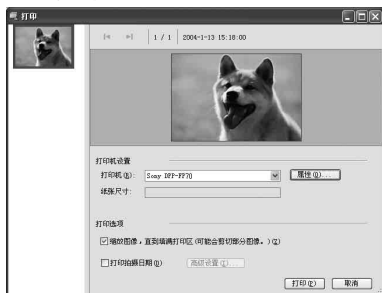 打印
1 / 1 2004-1-13 15:18:00
打印机设置
打印机(N): Sony DPP-FP70 属性(O)...
纸张尺寸:
打印选项
缩放图像，直到填满打印区(可能会剪切部分图像。)(Z)
打印拍摄日期(D) 高级设置(C)...
打印(P) 取消